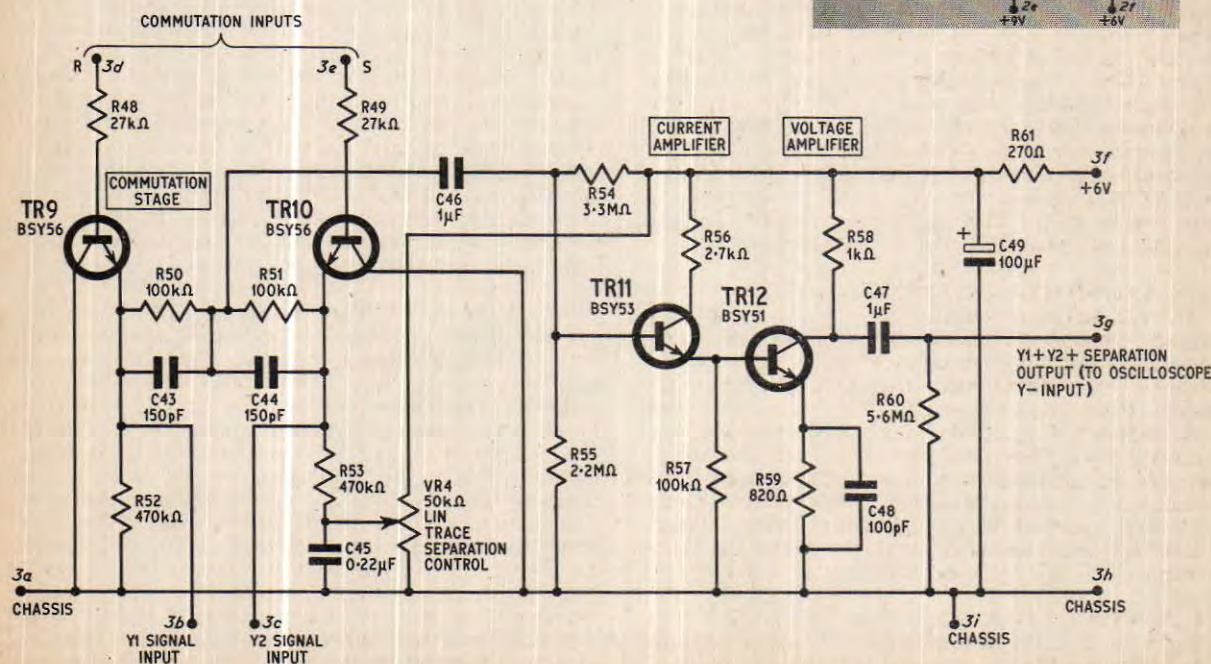 2e
2f
+9V
+6V
COMMUTATION INPUTS
R 3d
3e S
R48
27kΩ
R49
27kΩ
COMMUTATION
STAGE
TR9
BSY56
TR10
BSY56
C46
1μF
R54
3·3MΩ
CURRENT
AMPLIFIER
VOLTAGE
AMPLIFIER
R61
270Ω
3f
+6V
R50
100kΩ
R51
100kΩ
R56
2·7kΩ
R58
1kΩ
+
C49
100μF
TR11
BSY53
TR12
BSY51
C47
1μF
3g
Y1+Y2+ SEPARATION
OUTPUT (TO OSCILLOSCOPE
Y-INPUT)
C43
150pF
C44
150pF
R60
5·6MΩ
R52
470kΩ
R53
470kΩ
VR4
50kΩ
LIN
TRACE
SEPARATION
CONTROL
R55
2·2MΩ
R57
100kΩ
R59
820Ω
C48
100pF
C45
0·22μF
3a
CHASSIS
3h
CHASSIS
3b
Y1 SIGNAL
INPUT
3c
Y2 SIGNAL
INPUT
3i
CHASSIS